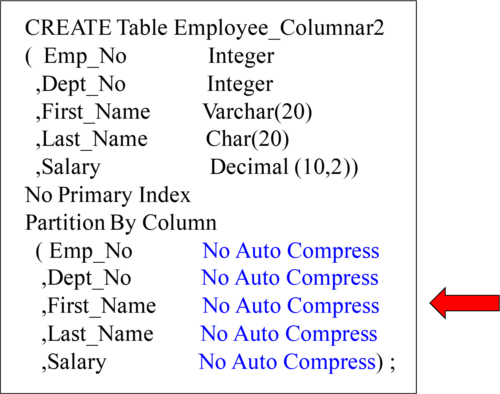 CREATE Table Employee_Columnar2
( Emp_No Integer
,Dept_No Integer
,First_Name Varchar(20)
,Last_Name Char(20)
,Salary Decimal (10,2))
No Primary Index
Partition By Column
( Emp_No No Auto Compress
,Dept_No No Auto Compress
,First_Name No Auto Compress
,Last_Name No Auto Compress
,Salary No Auto Compress) ;